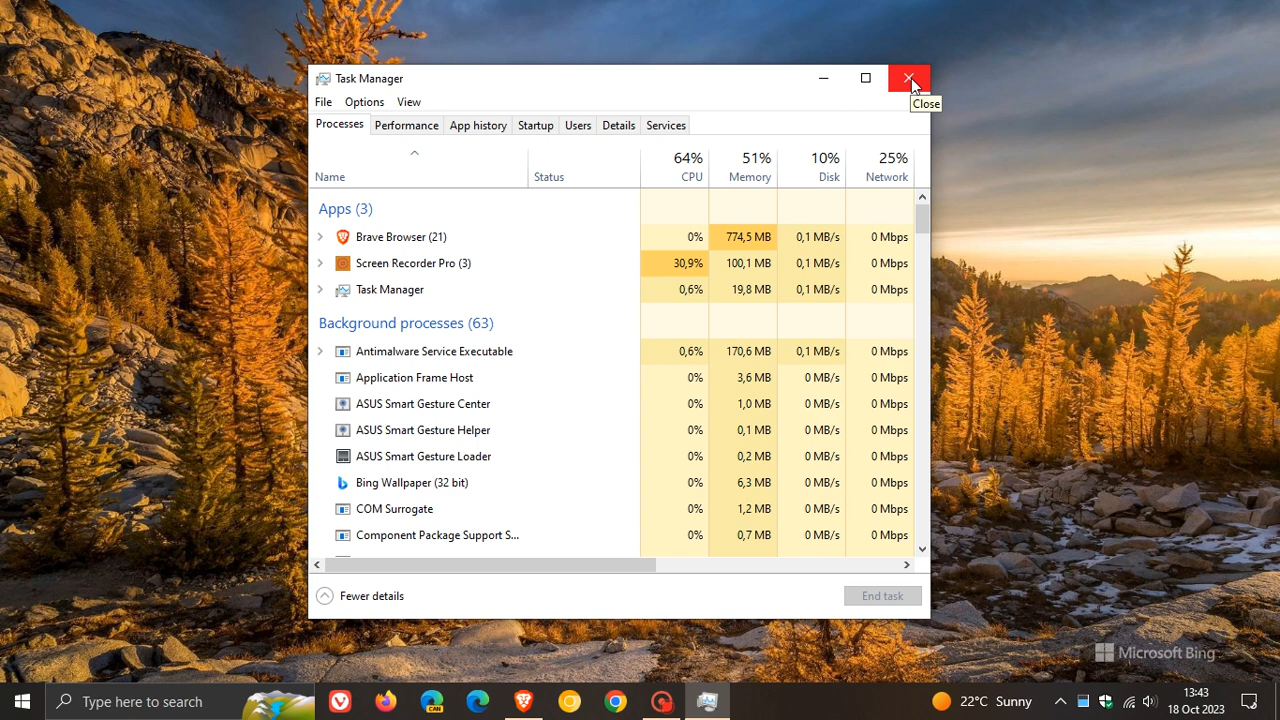 Task Manager
Close
File Options View
Processes Performance App history Startup Users Details Services
64% 51% 10% 25%
Name Status CPU Memory Disk Network
Apps (3)
Brave Browser (21) 0% 774,5 MB 0,1 MB/s 0 Mbps
Screen Recorder Pro (3) 30,9% 100,1 MB 0,1 MB/s 0 Mbps
Task Manager 0,6% 19,8 MB 0,1 MB/s 0 Mbps
Background processes (63)
Antimalware Service Executable 0,6% 170,6 MB 0,1 MB/s 0 Mbps
Application Frame Host 0% 3,6 MB 0 MB/s 0 Mbps
ASUS Smart Gesture Center 0% 1,0 MB 0 MB/s 0 Mbps
ASUS Smart Gesture Helper 0% 0,1 MB 0 MB/s 0 Mbps
ASUS Smart Gesture Loader 0% 0,2 MB 0 MB/s 0 Mbps
Bing Wallpaper (32 bit) 0% 6,3 MB 0 MB/s 0 Mbps
COM Surrogate 0% 1,2 MB 0 MB/s 0 Mbps
Component Package Support S... 0% 0,7 MB 0 MB/s 0 Mbps
Fewer details End task
Microsoft Bing
Type here to search CAN 22°C Sunny 13:43
18 Oct 2023